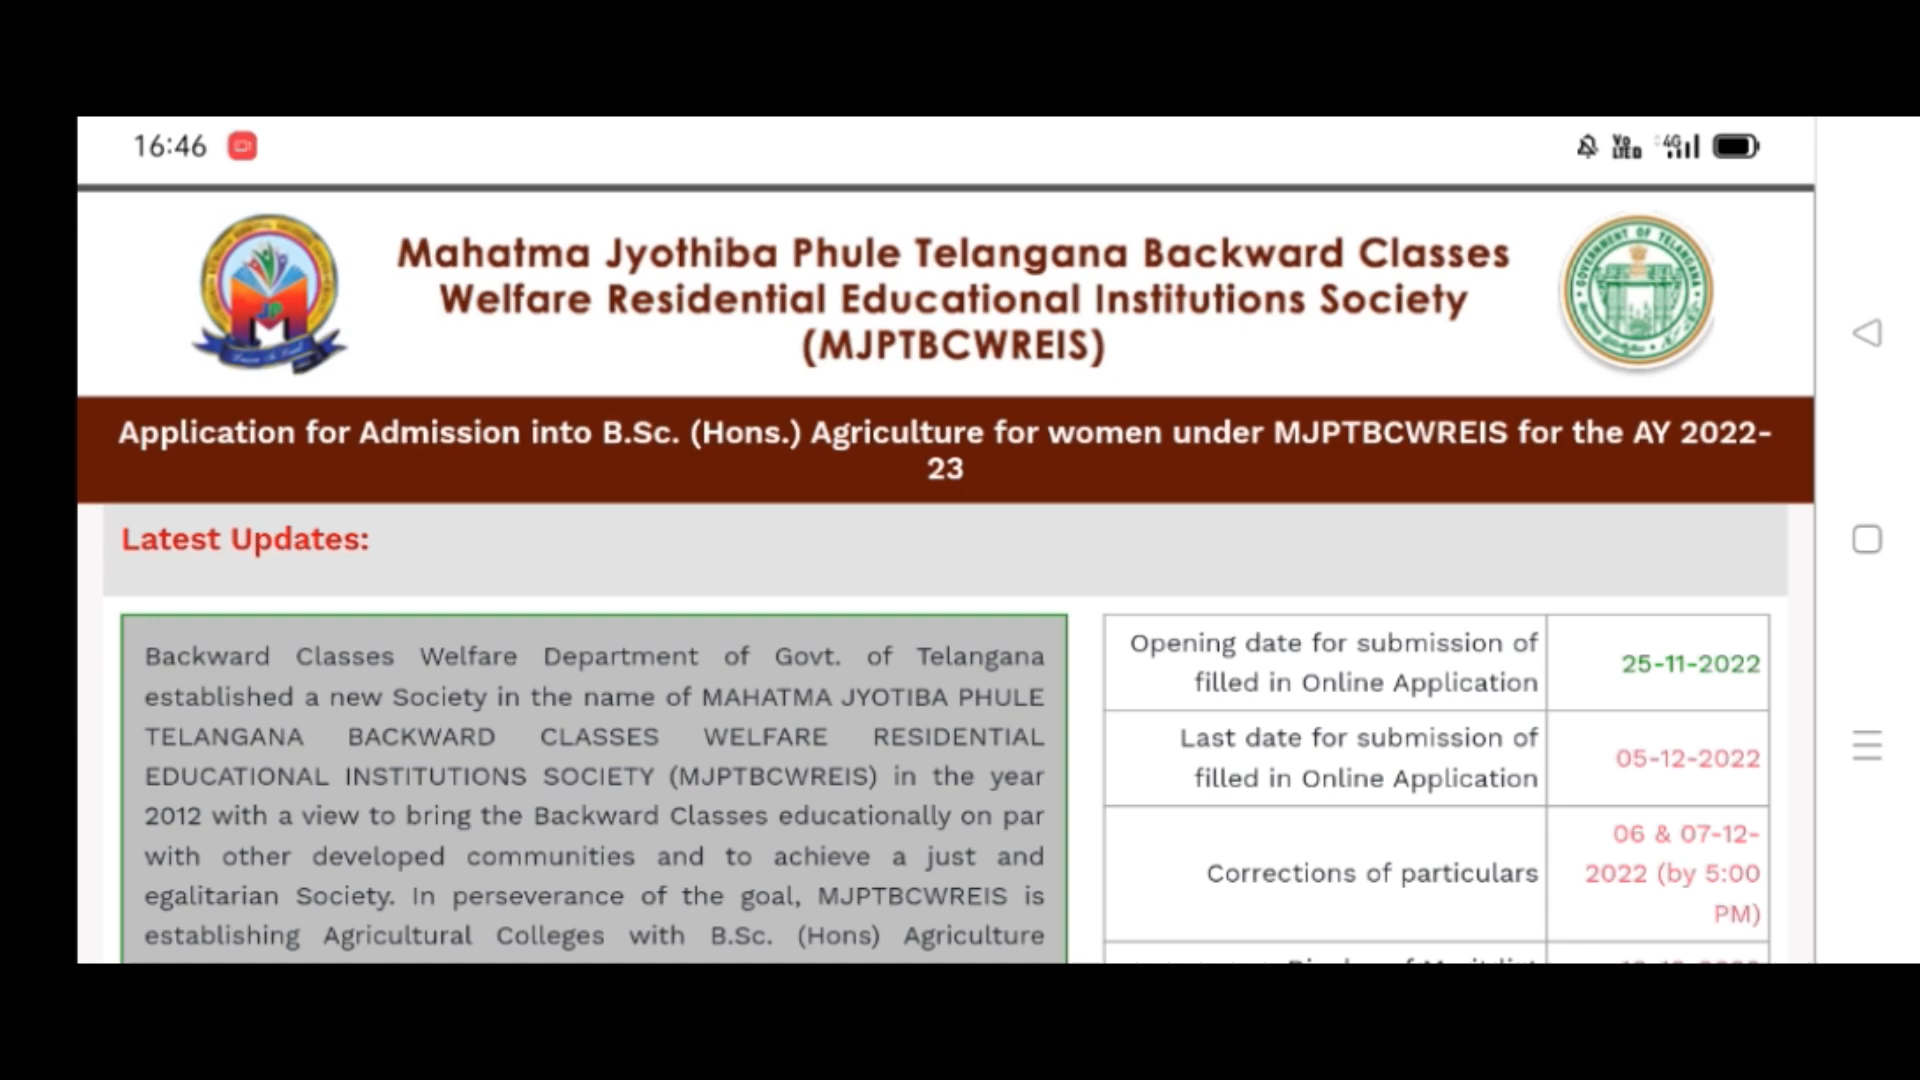 16:46
Vo
LTE
4G
Mahatma Jyothiba Phule Telangana Backward Classes
Welfare Residential Educational Institutions Society
(MJPTBCWREIS)
GOVERNMENT OF TELANGANA
Application for Admission into B.Sc. (Hons.) Agriculture for women under MJPTBCWREIS for the AY 2022-
23
Latest Updates:
Backward Classes Welfare Department of Govt. of Telangana
established a new Society in the name of MAHATMA JYOTIBA PHULE
TELANGANA BACKWARD CLASSES WELFARE RESIDENTIAL
EDUCATIONAL INSTITUTIONS SOCIETY (MJPTBCWREIS) in the year
2012 with a view to bring the Backward Classes educationally on par
with other developed communities and to achieve a just and
egalitarian Society. In perseverance of the goal, MJPTBCWREIS is
establishing Agricultural Colleges with B.Sc. (Hons) Agriculture
Opening date for submission of
filled in Online Application
25-11-2022
Last date for submission of
filled in Online Application
05-12-2022
Corrections of particulars
06 & 07-12-
2022 (by 5:00
PM)